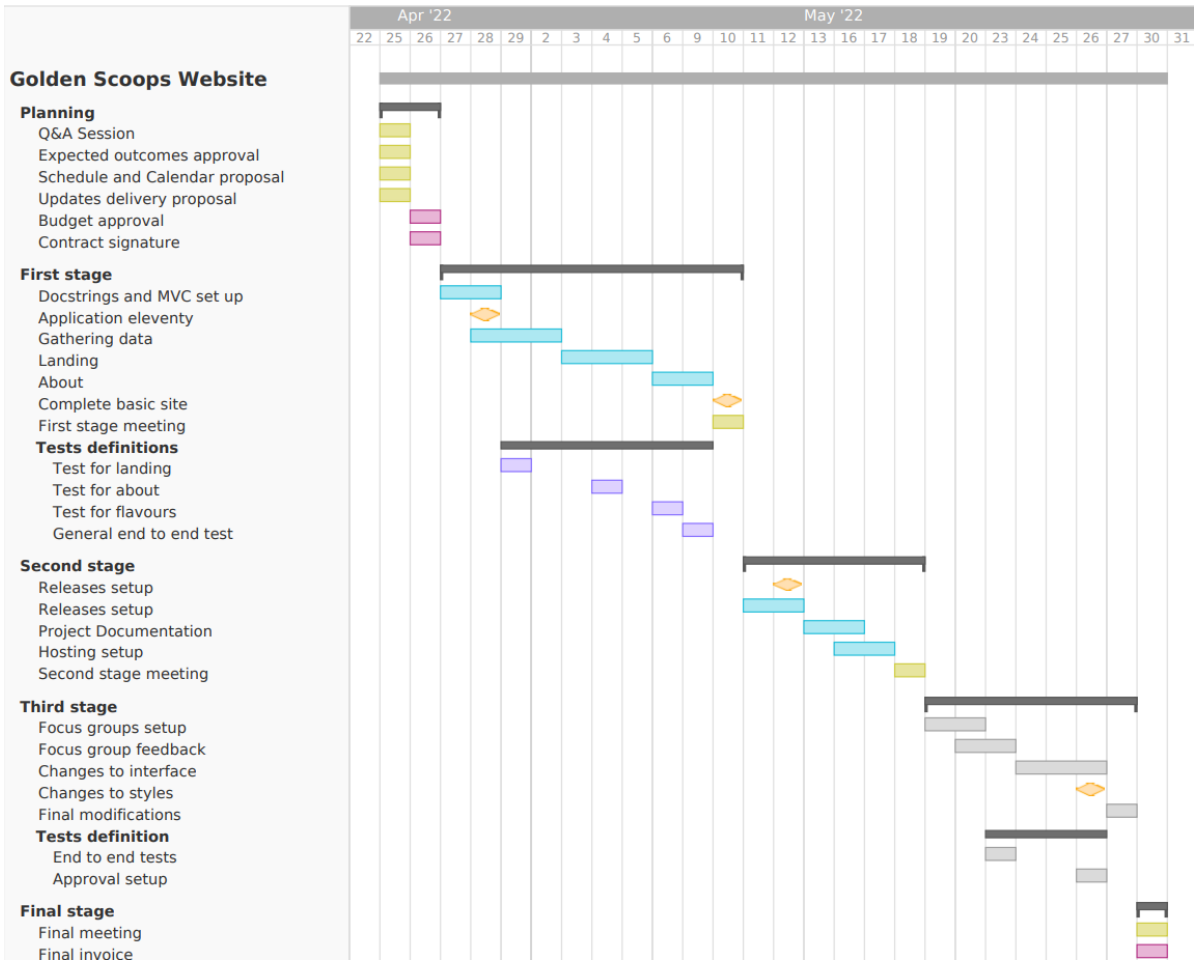 Apr '22 May '22
22 25 26 27 28 29 2 3 4 5 6 9 10 11 12 13 16 17 18 19 20 23 24 25 26 27 30 31
Golden Scoops Website
Planning
Q&A Session
Expected outcomes approval
Schedule and Calendar proposal
Updates delivery proposal
Budget approval
Contract signature
First stage
Docstrings and MVC set up
Application eleventy
Gathering data
Landing
About
Complete basic site
First stage meeting
Tests definitions
Test for landing
Test for about
Test for flavours
General end to end test
Second stage
Releases setup
Releases setup
Project Documentation
Hosting setup
Second stage meeting
Third stage
Focus groups setup
Focus group feedback
Changes to interface
Changes to styles
Final modifications
Tests definition
End to end tests
Approval setup
Final stage
Final meeting
Final invoice